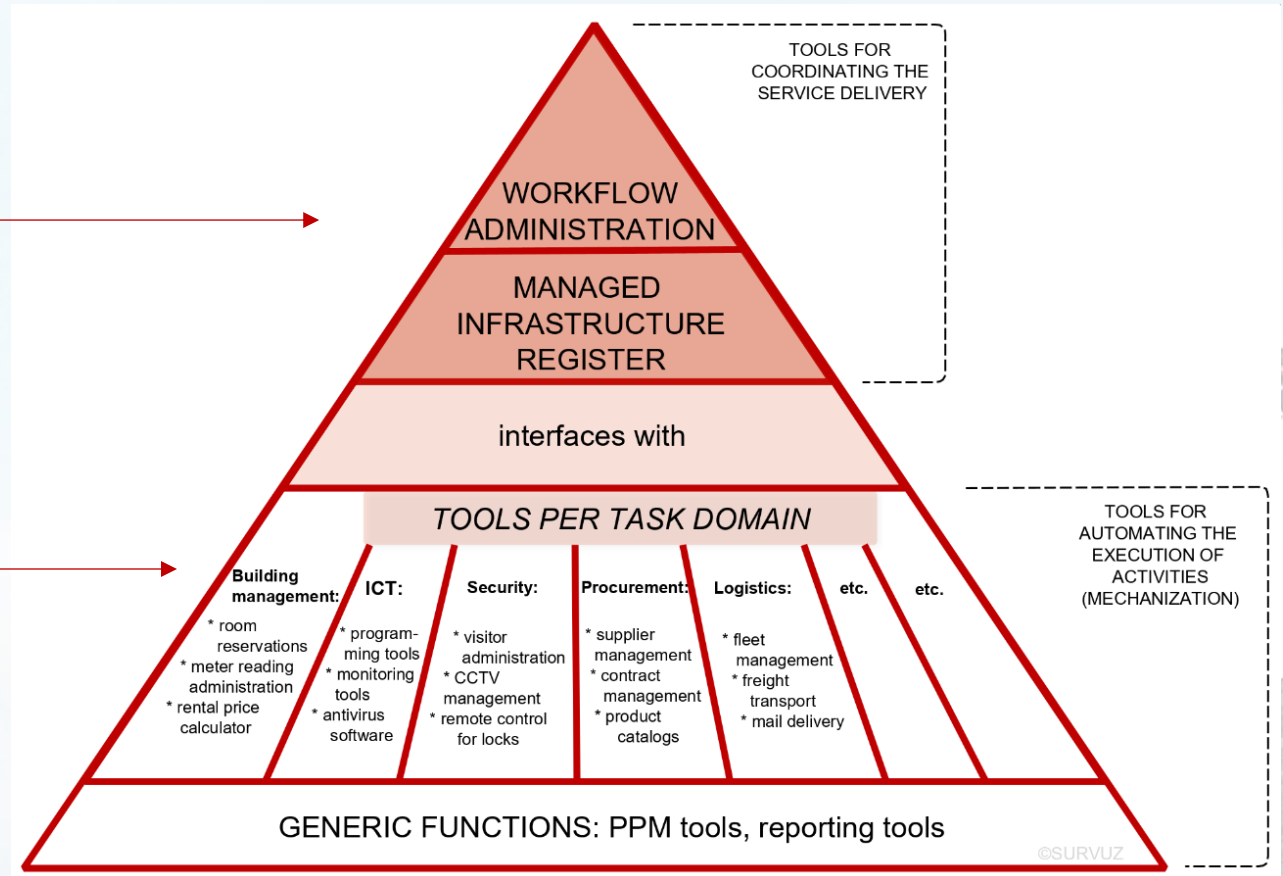 TOOLS FOR
COORDINATING THE
SERVICE DELIVERY
WORKFLOW
ADMINISTRATION
MANAGED
INFRASTRUCTURE
REGISTER
interfaces with
TOOLS PER TASK DOMAIN
TOOLS FOR
AUTOMATING THE
EXECUTION OF
ACTIVITIES
(MECHANIZATION)
Building
management:
* room
reservations
* meter reading
administration
* rental price
calculator
ICT:
* program-
ming tools
* monitoring
tools
* antivirus
software
Security:
* visitor
administration
* CCTV
management
* remote control
for locks
Procurement:
* supplier
management
* contract
management
* product
catalogs
Logistics:
* fleet
management
* freight
transport
* mail delivery
etc.
etc.
GENERIC FUNCTIONS: PPM tools, reporting tools
©SURVUZ